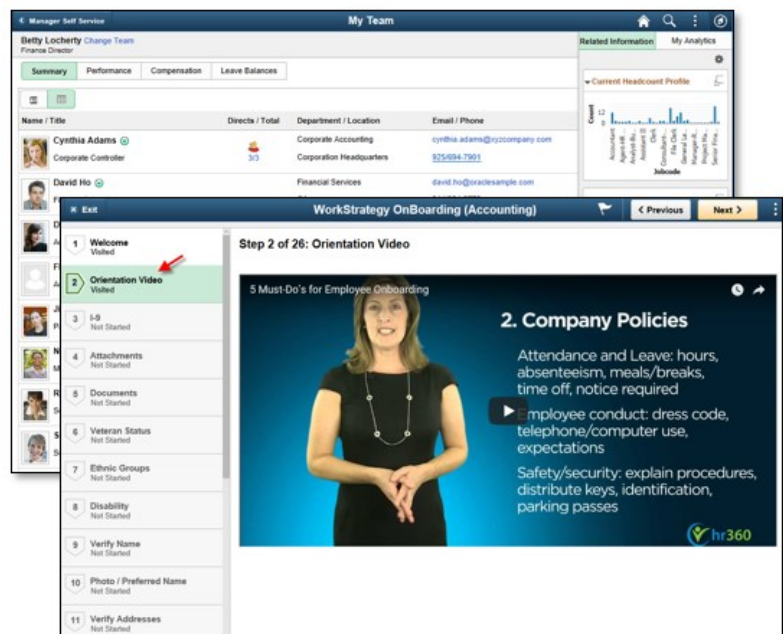 Manager Self Service
My Team
Betty Locherty Change Team
Finance Director
Related Information
My Analytics
Summary
Performance
Compensation
Leave Balances
Current Headcount Profile
Name / Title
Directs / Total
Department / Location
Email / Phone
Cynthia Adams
Corporate Controller
3/3
Corporate Accounting
Corporation Headquarters
cynthia.adams@xyzcompany.com
925/694-7901
Count
12
0
Accountant
Clerk
File Clerk
Jobcode
David Ho
Financial Services
david.ho@oraclesample.com
Exit
WorkStrategy OnBoarding (Accounting)
< Previous
Next >
1 Welcome
Visited
2 Orientation Video
Visited
3 I-9
Not Started
4 Attachments
Not Started
5 Documents
Not Started
6 Veteran Status
Not Started
7 Ethnic Groups
Not Started
8 Disability
Not Started
9 Verify Name
Not Started
10 Photo / Preferred Name
Not Started
11 Verify Addresses
Not Started
Step 2 of 26: Orientation Video
5 Must-Do's for Employee Onboarding
2. Company Policies
Attendance and Leave: hours,
absenteeism, meals/breaks,
time off, notice required
Employee conduct: dress code,
telephone/computer use,
expectations
Safety/security: explain procedures,
distribute keys, identification,
parking passes
hr360